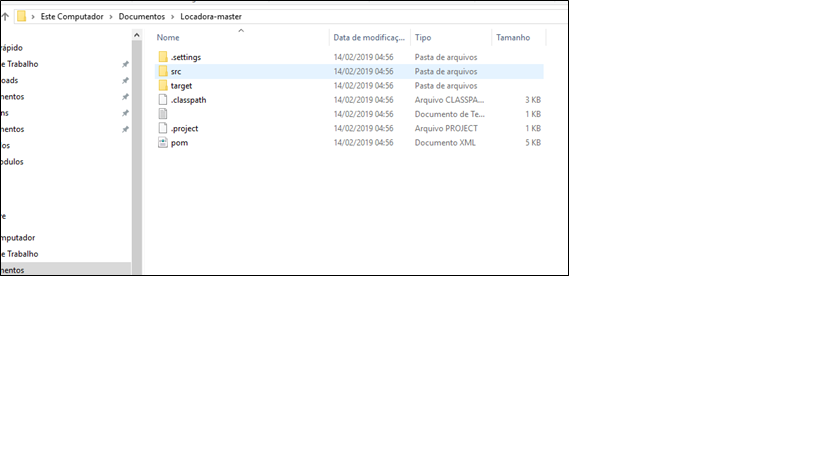 Este Computador > Documentos > Locadora-master
rápido
e Trabalho
oads
mentos
ns
mentos
os
odulos
re
mputador
e Trabalho
mentos
Nome Data de modificaç... Tipo Tamanho
.settings 14/02/2019 04:56 Pasta de arquivos
src 14/02/2019 04:56 Pasta de arquivos
target 14/02/2019 04:56 Pasta de arquivos
.classpath 14/02/2019 04:56 Arquivo CLASSPA... 3 KB
14/02/2019 04:56 Documento de Te... 1 KB
.project 14/02/2019 04:56 Arquivo PROJECT 1 KB
pom 14/02/2019 04:56 Documento XML 5 KB